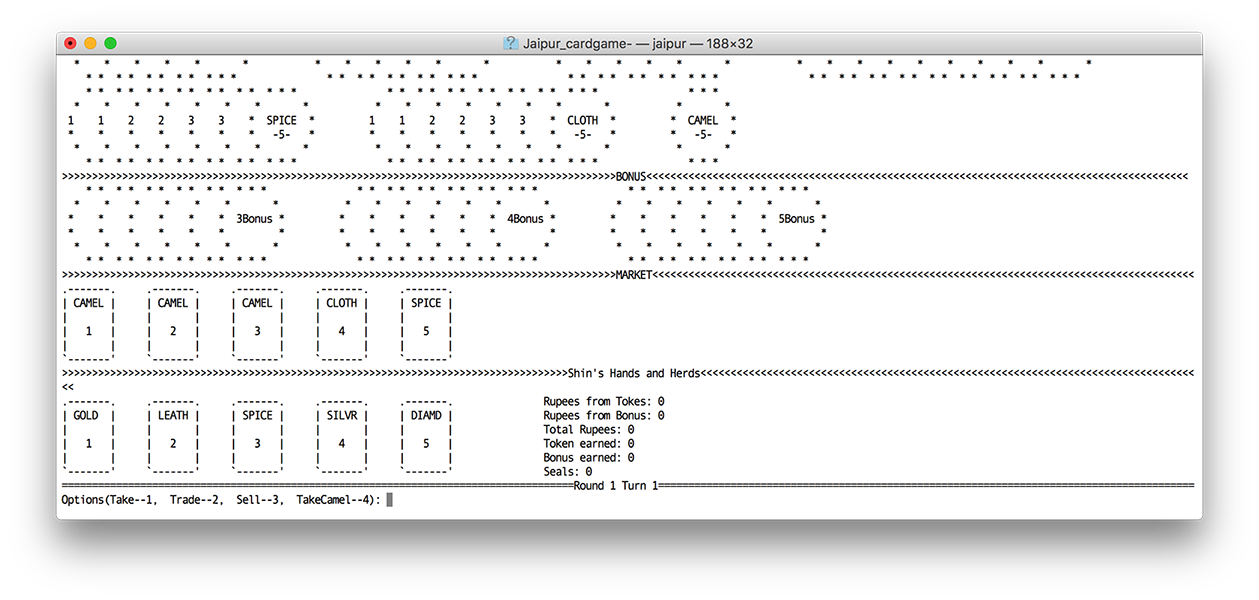 Jaipur_cardgame- — jaipur — 188×32
1 1 2 2 3 3 * SPICE * 1 1 2 2 3 3 * CLOTH * * CAMEL *
-5- -5- -5-
BONUS
3Bonus 4Bonus 5Bonus
MARKET
CAMEL CAMEL CAMEL CLOTH SPICE
1 2 3 4 5
Shin's Hands and Herds
Rupees from Tokes: 0
GOLD LEATH SPICE SILVR DIAMD Rupees from Bonus: 0
Total Rupees: 0
1 2 3 4 5 Token earned: 0
Bonus earned: 0
Seals: 0
Round 1 Turn 1
Options(Take--1, Trade--2, Sell--3, TakeCamel--4):